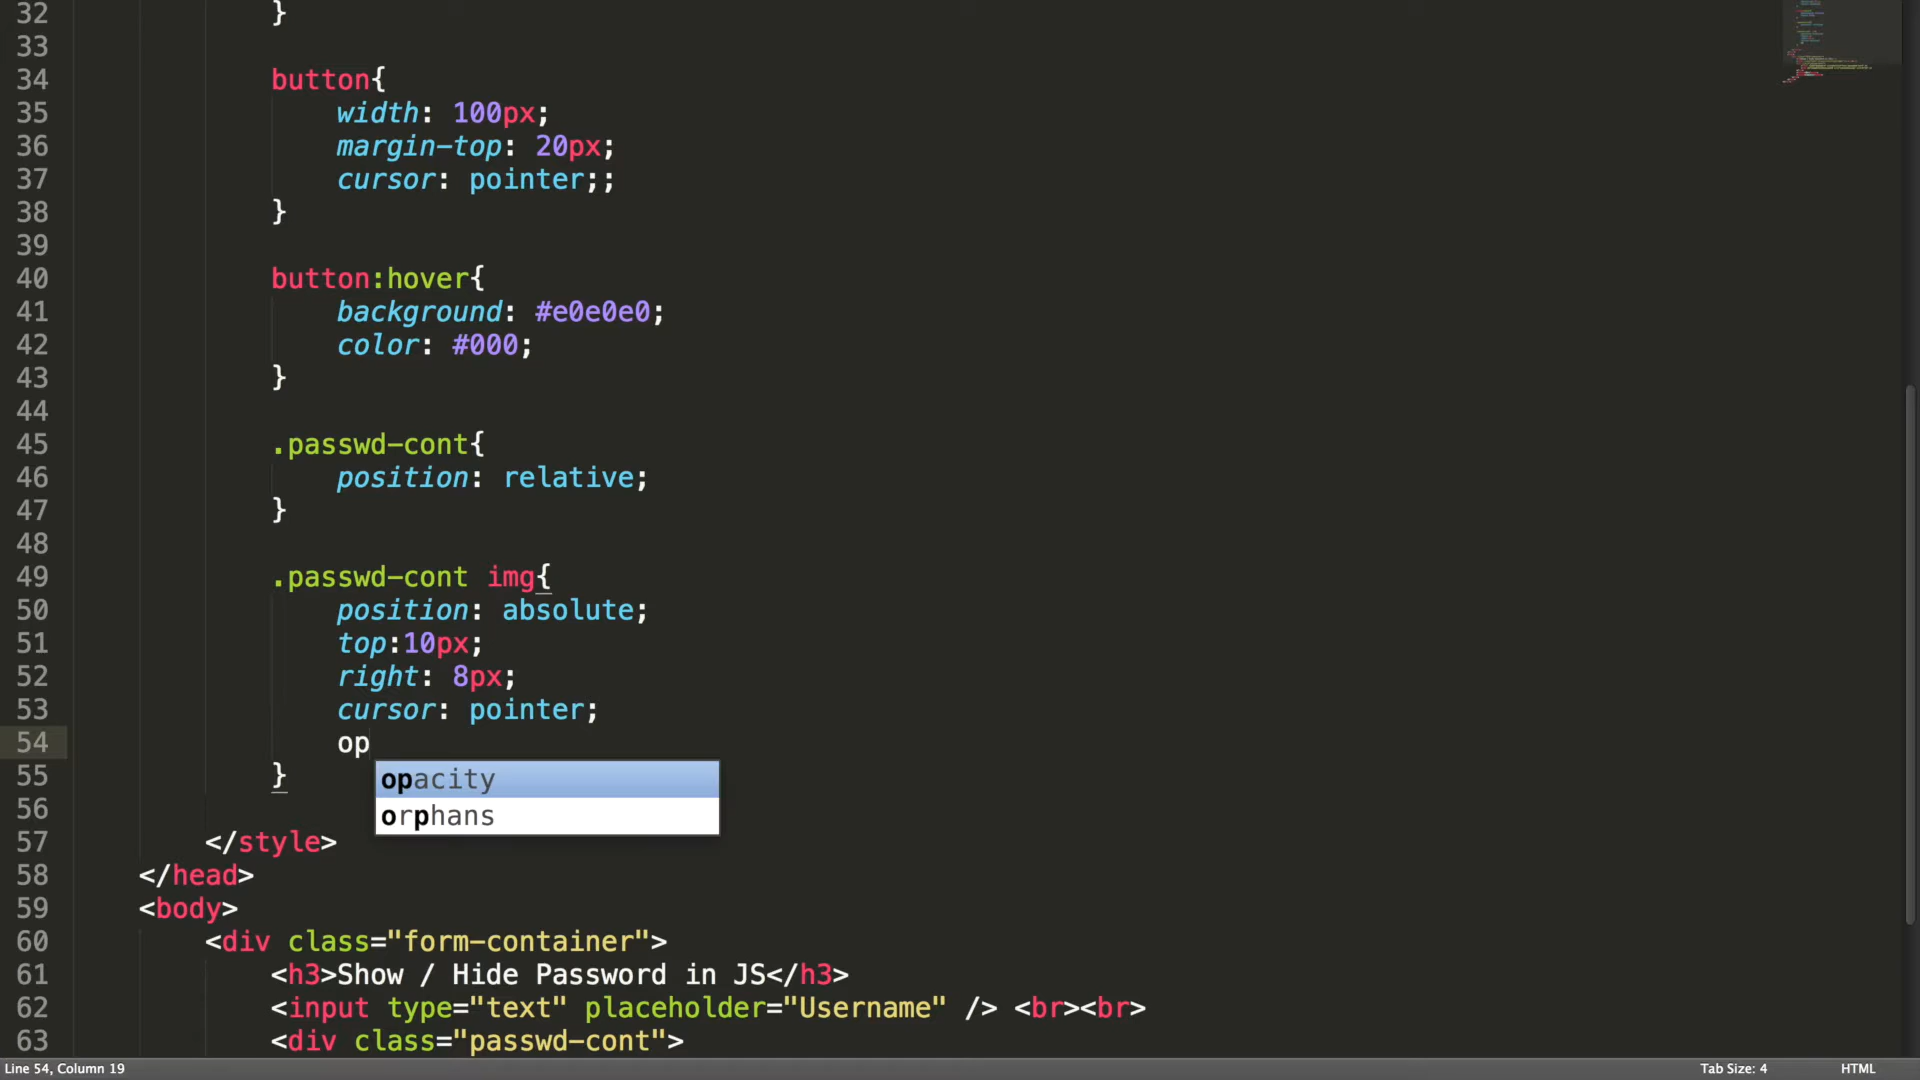 32 }
33
34 button{
35 width: 100px;
36 margin-top: 20px;
37 cursor: pointer;;
38 }
39
40 button:hover{
41 background: #e0e0e0;
42 color: #000;
43 }
44
45 .passwd-cont{
46 position: relative;
47 }
48
49 .passwd-cont img{
50 position: absolute;
51 top:10px;
52 right: 8px;
53 cursor: pointer;
54 op
opacity
55 }
orphans
56
57 </style>
58 </head>
59 <body>
60 <div class="form-container">
61 <h3>Show / Hide Password in JS</h3>
62 <input type="text" placeholder="Username" /> <br><br>
63 <div class="passwd-cont">
Line 54, Column 19 Tab Size: 4 HTML